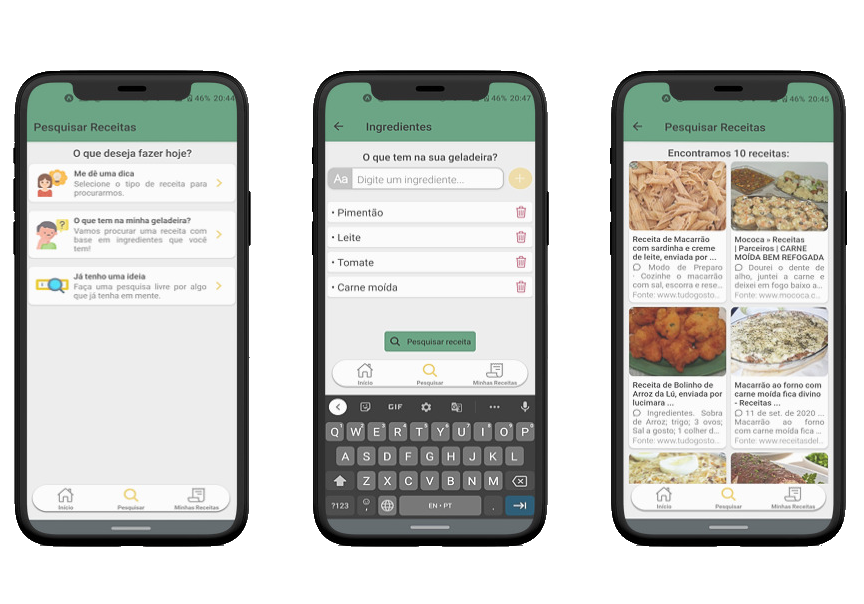 46% 20:44
Pesquisar Receitas
O que deseja fazer hoje?
Me dê uma dica
Selecione o tipo de receita para
procurarmos.
O que tem na minha geladeira?
Vamos procurar uma receita com
base em ingredientes que você
tem!
Já tenho uma ideia
Faça uma pesquisa livre por algo
que já tenha em mente.
Início
Pesquisar
Minhas Receitas
46% 20:47
Ingredientes
O que tem na sua geladeira?
Aa Digite um ingrediente... +
• Pimentão
• Leite
• Tomate
• Carne moída
Pesquisar receita
Início
Pesquisar
Minhas Receitas
GIF
Q W E R T Y U I O P
A S D F G H J K L
Z X C V B N M
?123 , EN • PT .
46% 20:45
Pesquisar Receitas
Encontramos 10 receitas:
Receita de Macarrão
com sardinha e creme
de leite, enviada por ...
Modo de Preparo
· Cozinhe o macarrão
com sal, escorra e rese...
Fonte: www.tudogosto...
Mococa » Receitas
| Parceiros | CARNE
MOÍDA BEM REFOGADA
Dourei o dente de
alho, juntei a carne e
deixei em fogo baixo a...
Fonte: www.mococa.c...
Receita de Bolinho de
Arroz da Lú, enviada por
lucimara ...
Ingredientes. Sobra
de Arroz; trigo; 3 ovos;
Sal a gosto; 1 colher d...
Fonte: www.tudogosto...
Macarrão ao forno com
carne moída fica divino
- Receitas ...
11 de set. de 2020 ...
Macarrão ao forno
com carne moída fica ...
Fonte: www.receitasdel...
Início
Pesquisar
Minhas Receitas